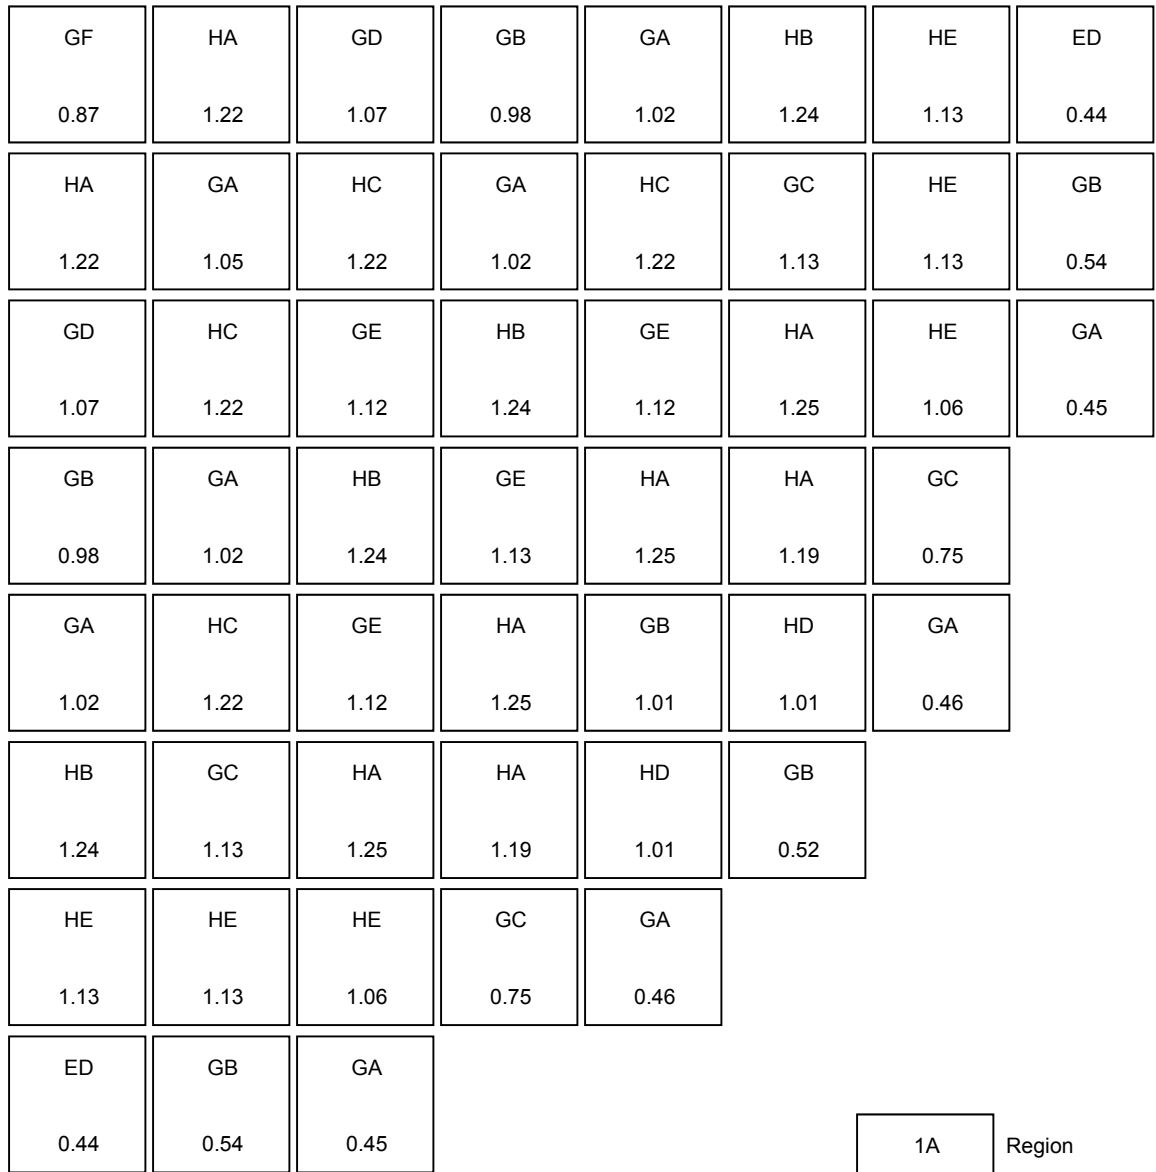 GF HA GD GB GA HB HE ED
0.87 1.22 1.07 0.98 1.02 1.24 1.13 0.44
HA GA HC GA HC GC HE GB
1.22 1.05 1.22 1.02 1.22 1.13 1.13 0.54
GD HC GE HB GE HA HE GA
1.07 1.22 1.12 1.24 1.12 1.25 1.06 0.45
GB GA HB GE HA HA GC
0.98 1.02 1.24 1.13 1.25 1.19 0.75
GA HC GE HA GB HD GA
1.02 1.22 1.12 1.25 1.01 1.01 0.46
HB GC HA HA HD GB
1.24 1.13 1.25 1.19 1.01 0.52
HE HE HE GC GA
1.13 1.13 1.06 0.75 0.46
ED GB GA
0.44 0.54 0.45 1A Region